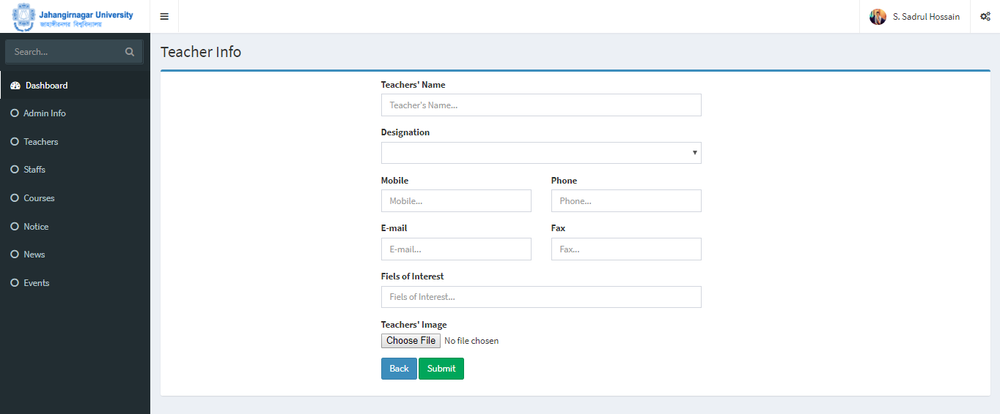 Jahangirnagar University
জাহাঙ্গীরনগর বিশ্ববিদ্যালয়
S. Sadrul Hossain
Search...
Dashboard
Admin Info
Teachers
Staffs
Courses
Notice
News
Events
Teacher Info
Teachers' Name
Teacher's Name...
Designation
Mobile
Phone
Mobile...
Phone...
E-mail
Fax
E-mail...
Fax...
Fiels of Interest
Fiels of Interest...
Teachers' Image
Choose File No file chosen
Back Submit